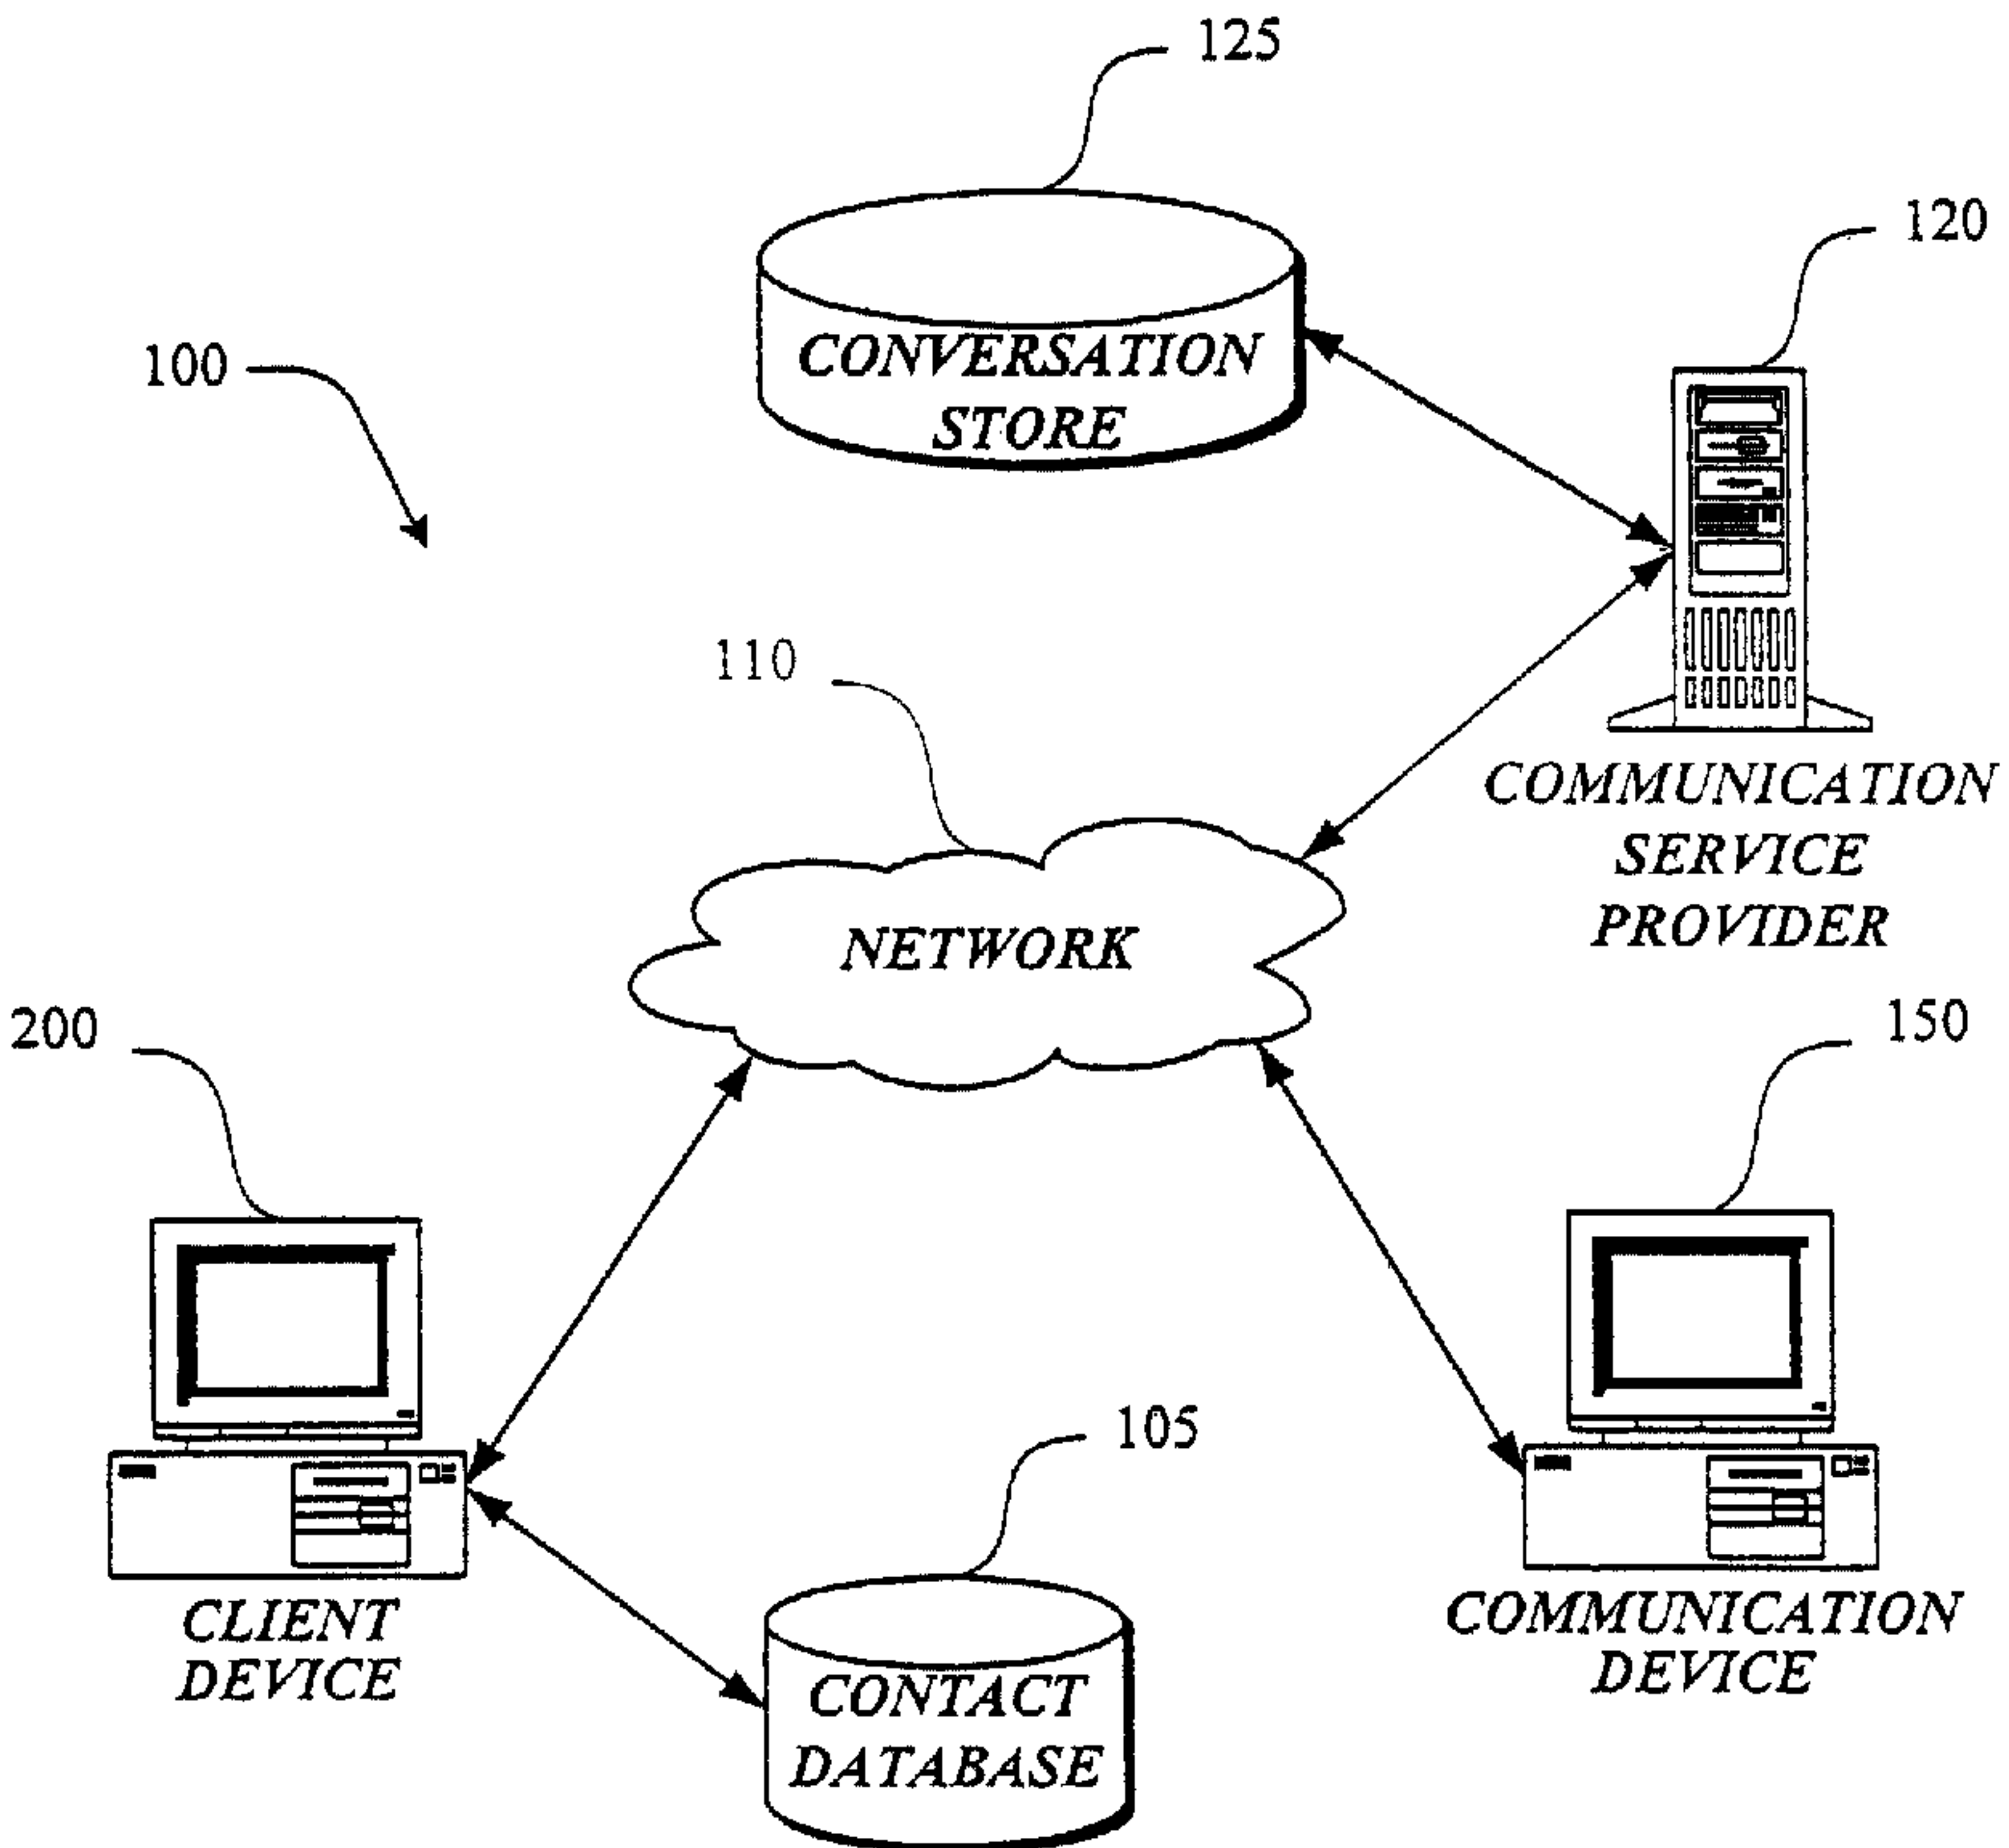 125
120
CONVERSATION
STORE
100
110
COMMUNICATION
SERVICE
PROVIDER
NETWORK
200
150
105
CLIENT
DEVICE
COMMUNICATION
DEVICE
CONTACT
DATABASE